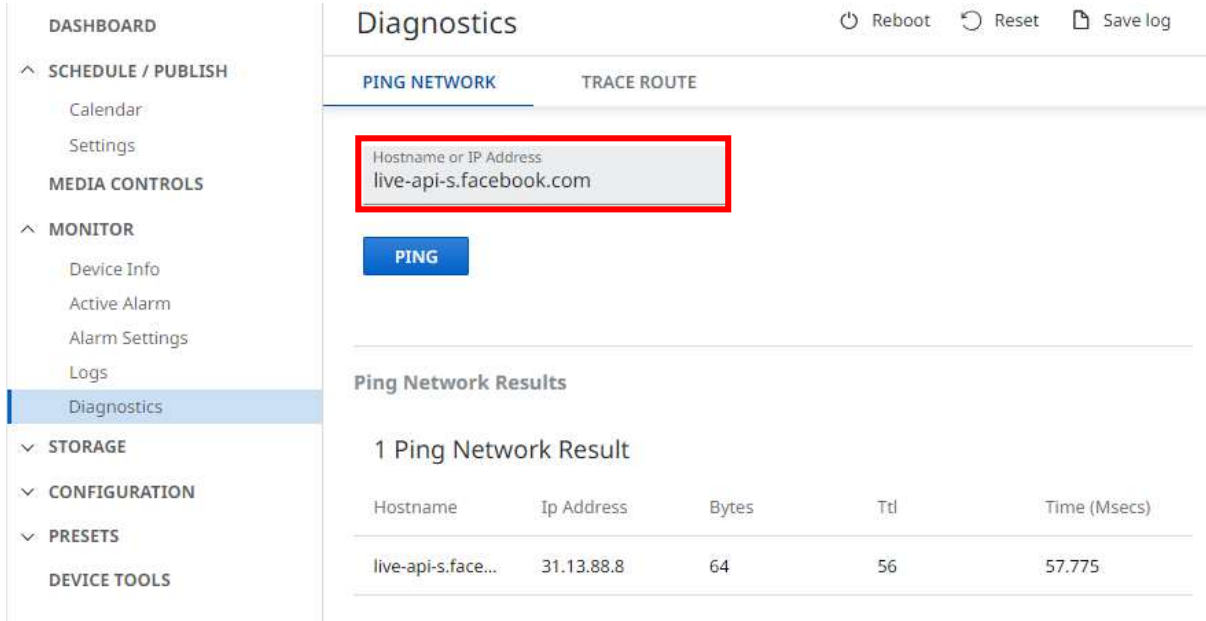 DASHBOARD
SCHEDULE / PUBLISH
Calendar
Settings
MEDIA CONTROLS
MONITOR
Device Info
Active Alarm
Alarm Settings
Logs
Diagnostics
STORAGE
CONFIGURATION
PRESETS
DEVICE TOOLS
Diagnostics
Reboot Reset Save log
PING NETWORK TRACE ROUTE
Hostname or IP Address
live-api-s.facebook.com
PING
Ping Network Results
1 Ping Network Result
Hostname Ip Address Bytes Ttl Time (Msecs)
live-api-s.face... 31.13.88.8 64 56 57.775